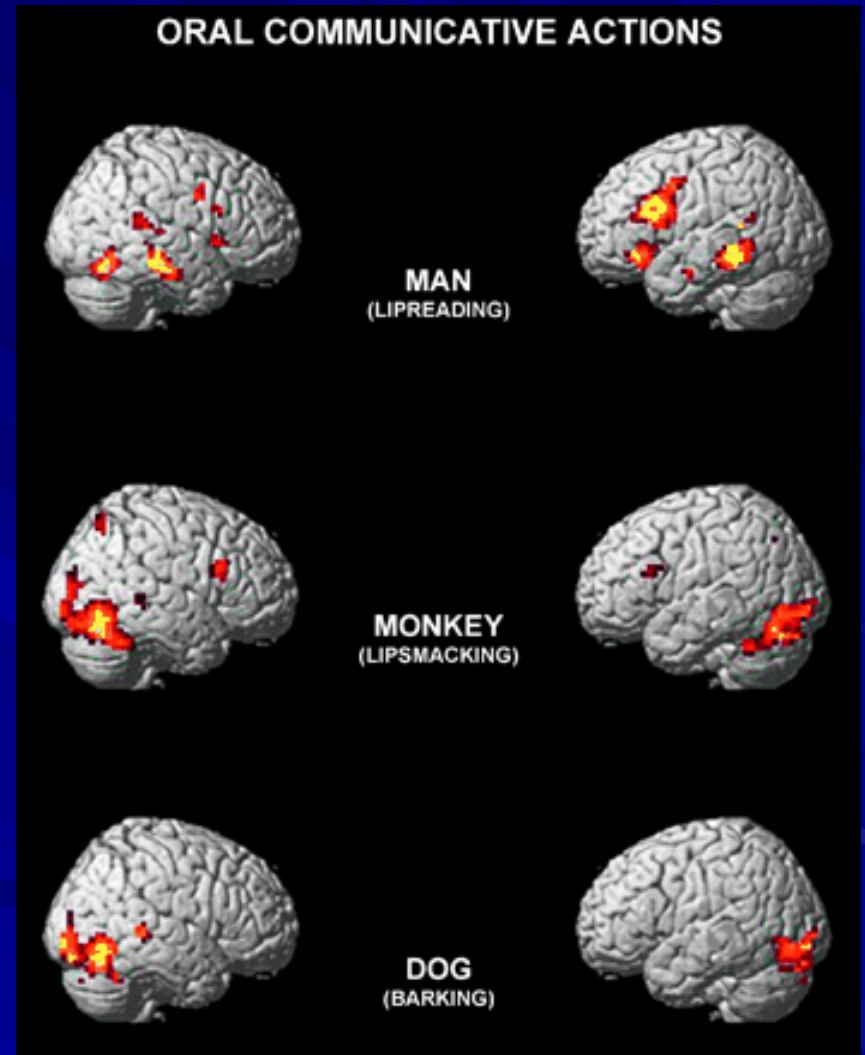 ORAL COMMUNICATIVE ACTIONS
MAN
(LIPREADING)
MONKEY
(LIPSMACKING)
DOG
(BARKING)